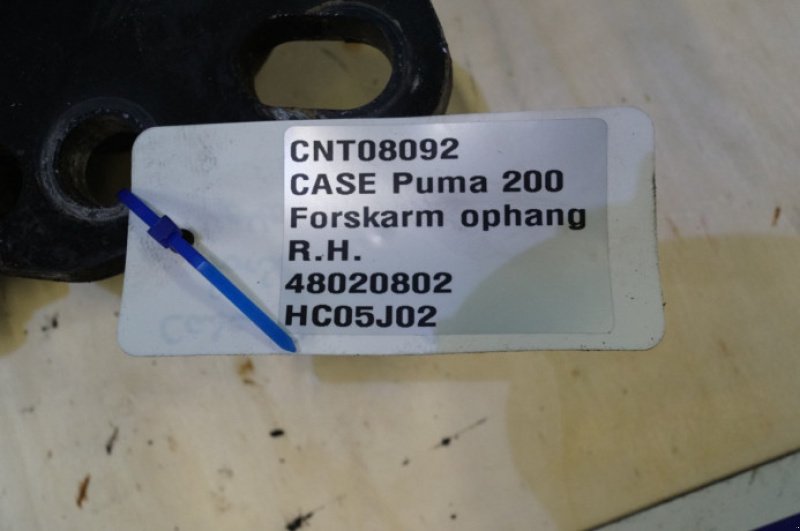 CNT08092
CASE Puma 200
Forskarm ophang
R.H.
48020802
HC05J02